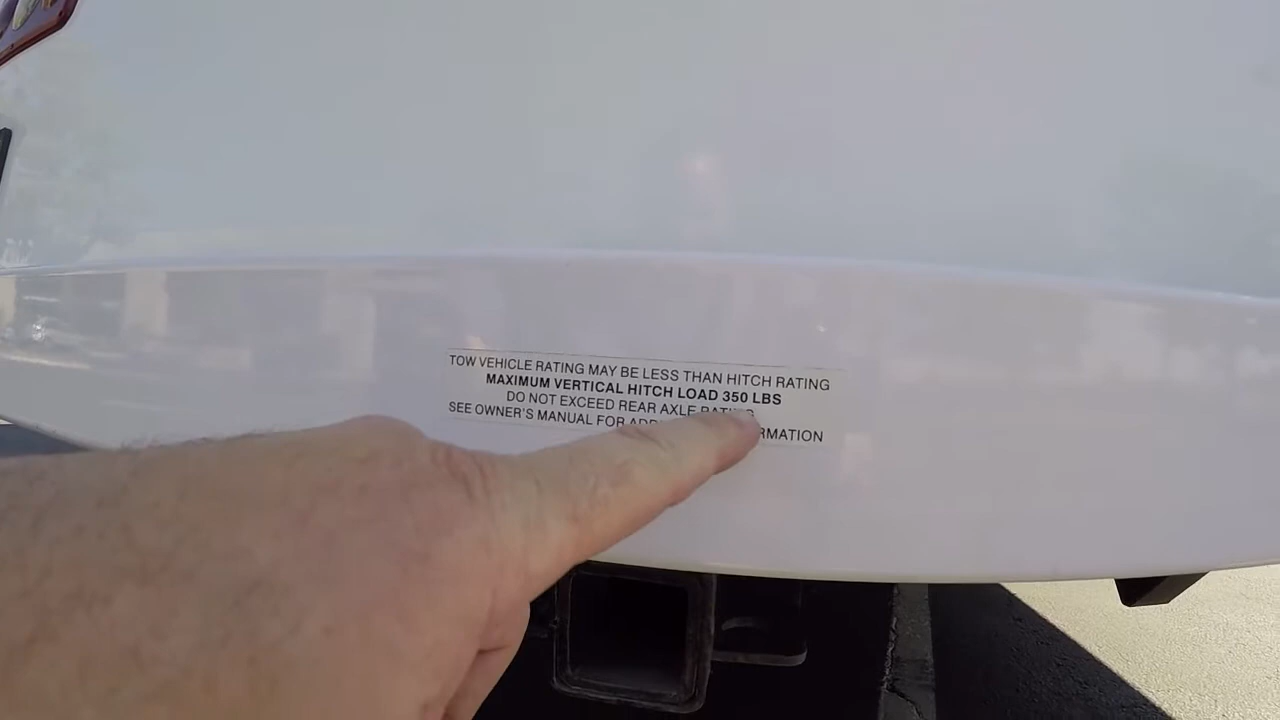 TOW VEHICLE RATING MAY BE LESS THAN HITCH RATING
MAXIMUM VERTICAL HITCH LOAD 350 LBS
DO NOT EXCEED REAR AXLE RATING
SEE OWNER'S MANUAL FOR